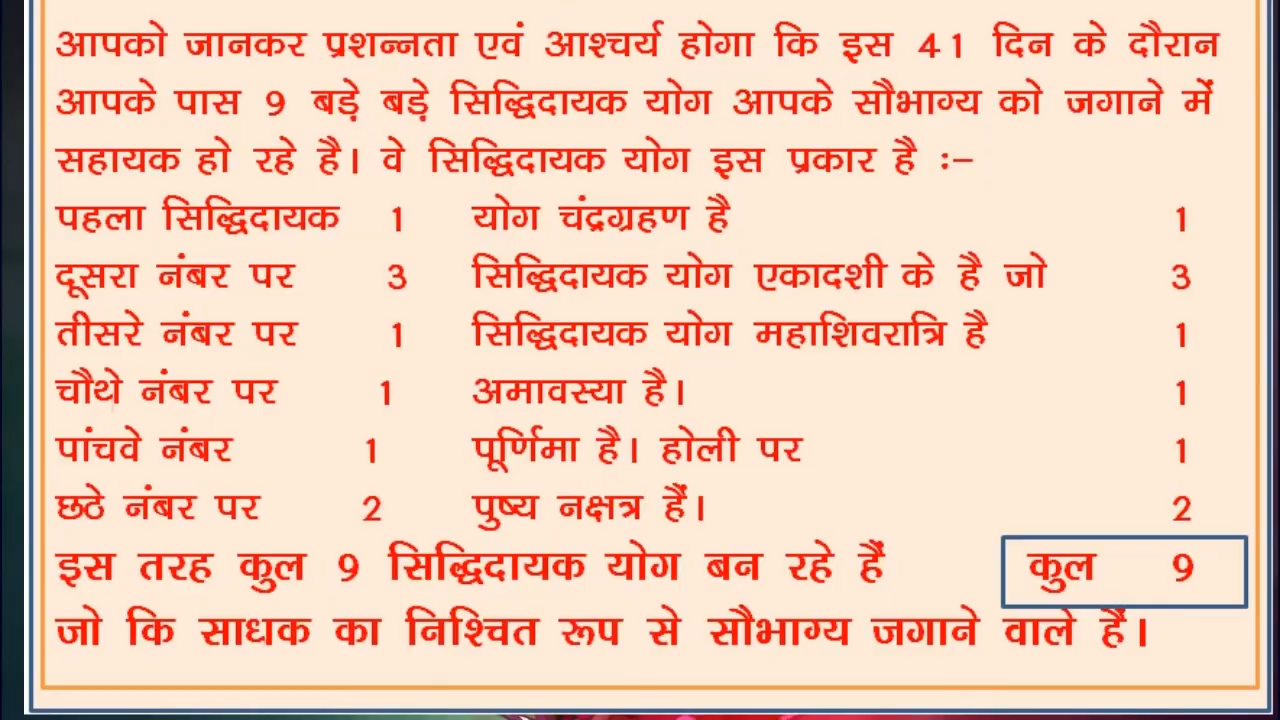 आपको जानकर प्रशन्नता एवं आश्चर्य होगा कि इस 41 दिन के दौरान
आपके पास 9 बड़े बड़े सिद्धिदायक योग आपके सौभाग्य को जगाने में
सहायक हो रहे है। वे सिद्धिदायक योग इस प्रकार है :–
पहला सिद्धिदायक 1 योग चंद्रग्रहण है 1
दूसरा नंबर पर 3 सिद्धिदायक योग एकादशी के है जो 3
तीसरे नंबर पर 1 सिद्धिदायक योग महाशिवरात्रि है 1
चौथे नंबर पर 1 अमावस्या है। 1
पांचवे नंबर 1 पूर्णिमा है। होली पर 1
छठे नंबर पर 2 पुष्य नक्षत्र हैं। 2
इस तरह कुल 9 सिद्धिदायक योग बन रहे हैं कुल 9
जो कि साधक का निश्चित रूप से सौभाग्य जगाने वाले हैं।